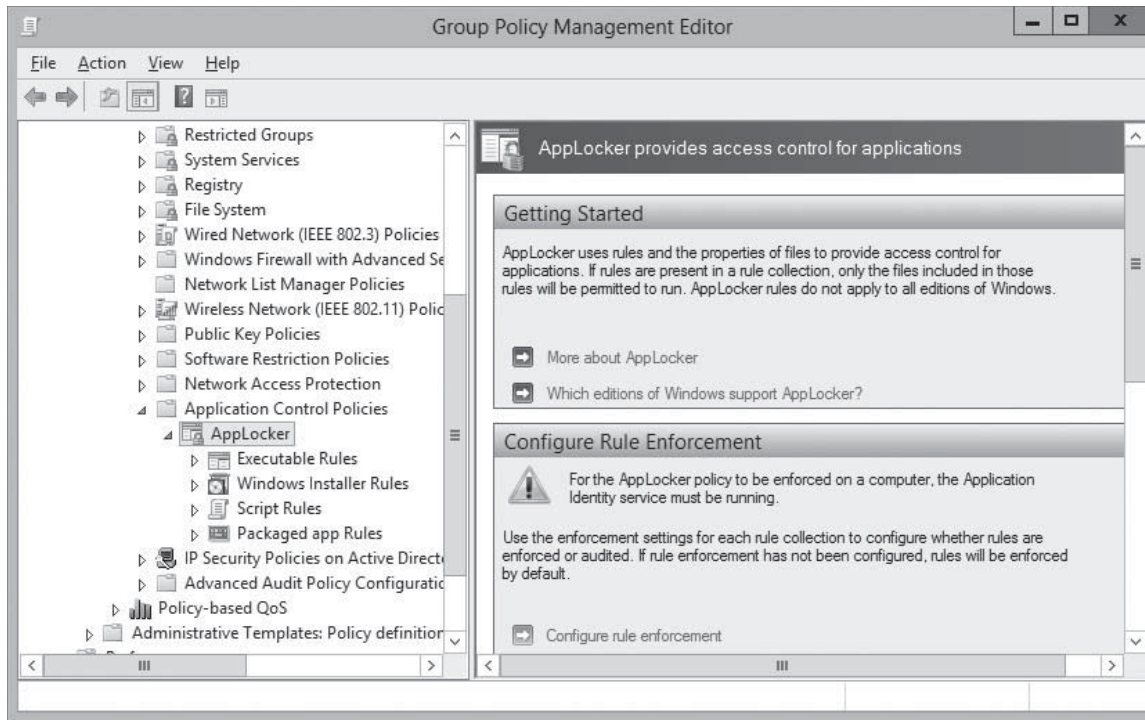 Group Policy Management Editor
File Action View Help
Restricted Groups
System Services
Registry
File System
Wired Network (IEEE 802.3) Policies
Windows Firewall with Advanced Se
Network List Manager Policies
Wireless Network (IEEE 802.11) Polic
Public Key Policies
Software Restriction Policies
Network Access Protection
Application Control Policies
AppLocker
Executable Rules
Windows Installer Rules
Script Rules
Packaged app Rules
IP Security Policies on Active Direct
Advanced Audit Policy Configuratio
Policy-based QoS
Administrative Templates: Policy definition
AppLocker provides access control for applications
Getting Started
AppLocker uses rules and the properties of files to provide access control for
applications. If rules are present in a rule collection, only the files included in those
rules will be permitted to run. AppLocker rules do not apply to all editions of Windows.
More about AppLocker
Which editions of Windows support AppLocker?
Configure Rule Enforcement
For the AppLocker policy to be enforced on a computer, the Application
Identity service must be running.
Use the enforcement settings for each rule collection to configure whether rules are
enforced or audited. If rule enforcement has not been configured, rules will be enforced
by default.
Configure rule enforcement